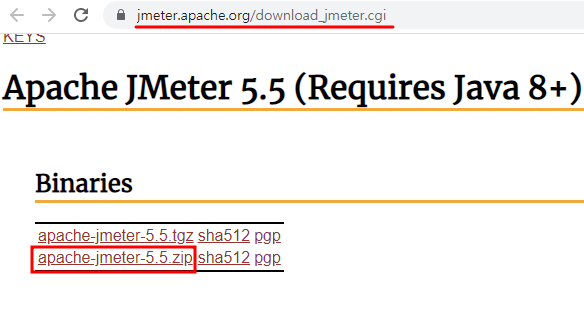 jmeter.apache.org/download_jmeter.cgi
KEYS
Apache JMeter 5.5 (Requires Java 8+)
Binaries
apache-jmeter-5.5.tgz sha512 pgp
apache-jmeter-5.5.zip sha512 pgp